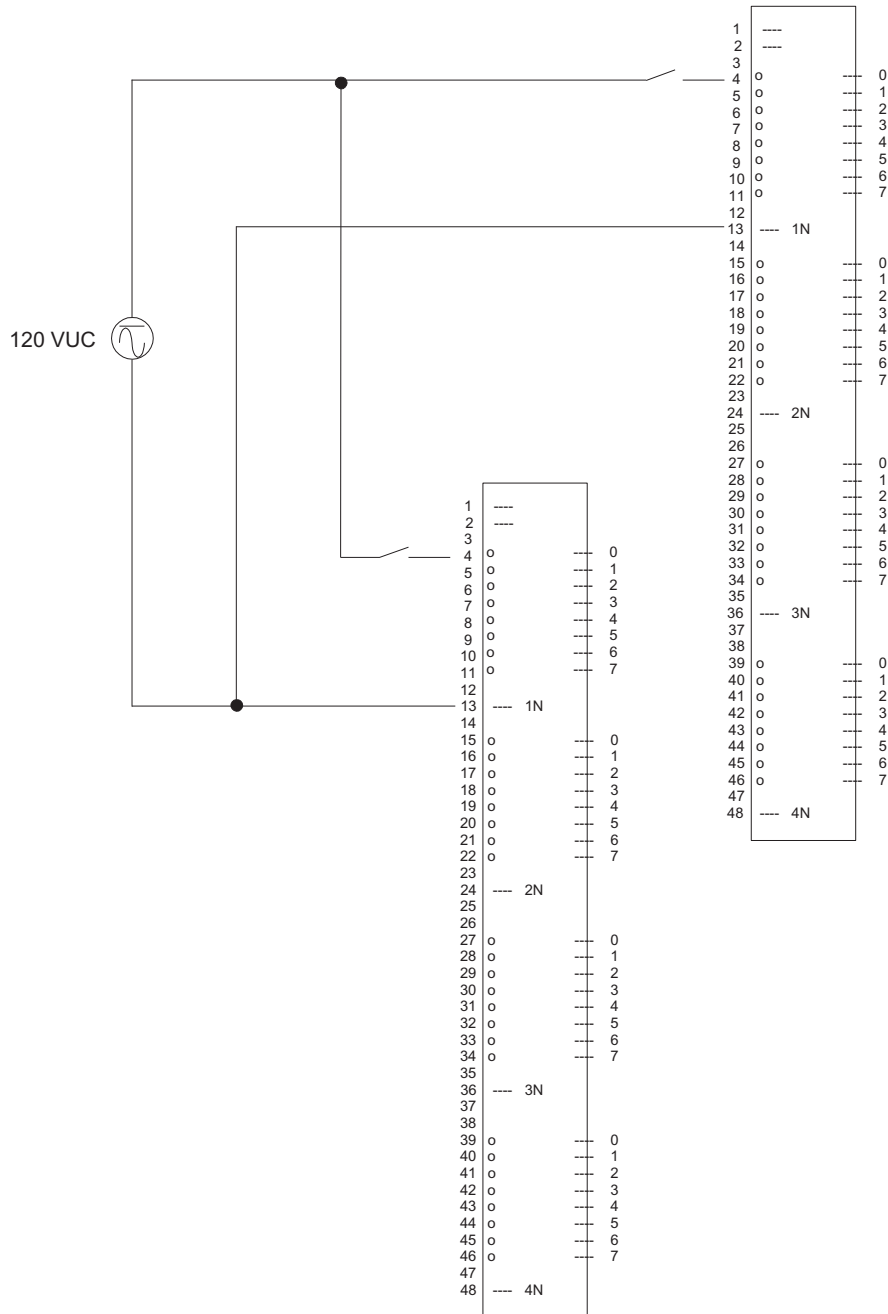 1 ----
2 ----
3
4 o ---- 0
5 o ---- 1
6 o ---- 2
7 o ---- 3
8 o ---- 4
9 o ---- 5
10 o ---- 6
11 o ---- 7
12
13 ---- 1N
14
15 o ---- 0
16 o ---- 1
17 o ---- 2
18 o ---- 3
19 o ---- 4
20 o ---- 5
21 o ---- 6
22 o ---- 7
23
24 ---- 2N
25
26
27 o ---- 0
28 o ---- 1
29 o ---- 2
30 o ---- 3
31 o ---- 4
32 o ---- 5
33 o ---- 6
34 o ---- 7
35
36 ---- 3N
37
38
39 o ---- 0
40 o ---- 1
41 o ---- 2
42 o ---- 3
43 o ---- 4
44 o ---- 5
45 o ---- 6
46 o ---- 7
47
48 ---- 4N
120 VUC
1 ----
2 ----
3
4 o ---- 0
5 o ---- 1
6 o ---- 2
7 o ---- 3
8 o ---- 4
9 o ---- 5
10 o ---- 6
11 o ---- 7
12
13 ---- 1N
14
15 o ---- 0
16 o ---- 1
17 o ---- 2
18 o ---- 3
19 o ---- 4
20 o ---- 5
21 o ---- 6
22 o ---- 7
23
24 ---- 2N
25
26
27 o ---- 0
28 o ---- 1
29 o ---- 2
30 o ---- 3
31 o ---- 4
32 o ---- 5
33 o ---- 6
34 o ---- 7
35
36 ---- 3N
37
38
39 o ---- 0
40 o ---- 1
41 o ---- 2
42 o ---- 3
43 o ---- 4
44 o ---- 5
45 o ---- 6
46 o ---- 7
47
48 ---- 4N